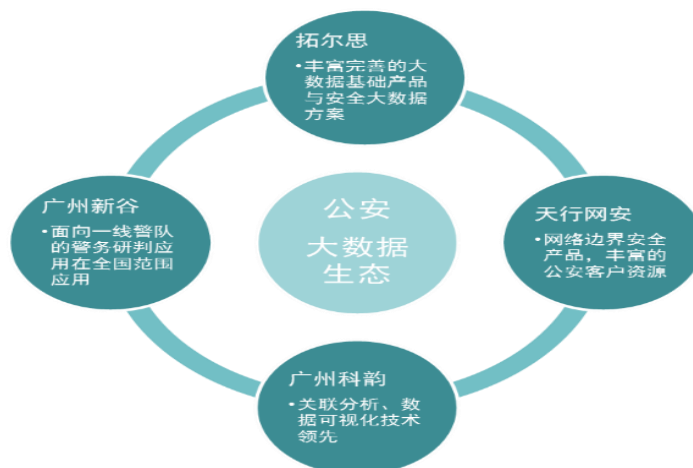 拓尔思
•丰富完善的大
数据基础产品
与安全大数据
方案
广州新谷
•面向一线警队
的警务研判应
用在全国范围
应用
公安
大数据
生态
天行网安
•网络边界安全
产品，丰富的
公安客户资源
广州科韵
•关联分析、数
据可视化技术
领先